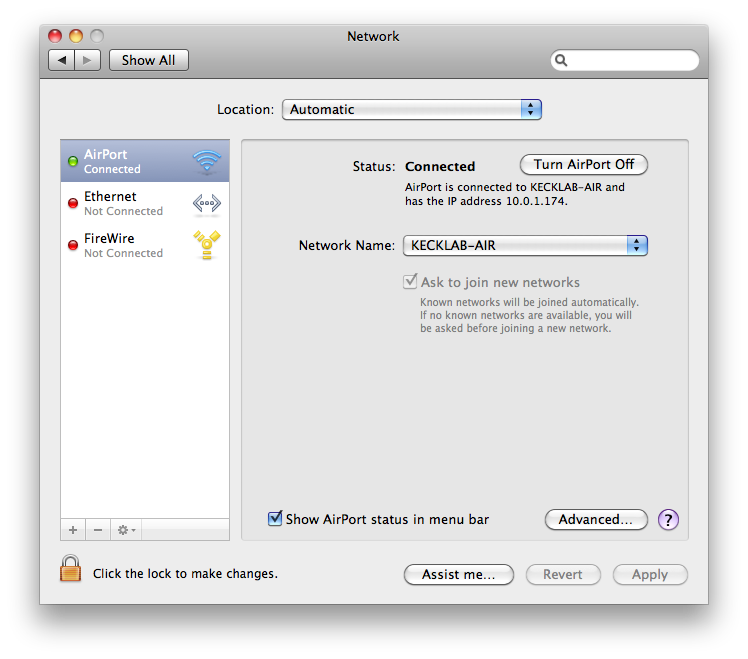 Network
Show All
Location: Automatic
AirPort
Connected
Ethernet
Not Connected
FireWire
Not Connected
Status: Connected
Turn AirPort Off
AirPort is connected to KECKLAB-AIR and
has the IP address 10.0.1.174.
Network Name: KECKLAB-AIR
Ask to join new networks
Known networks will be joined automatically.
If no known networks are available, you will
be asked before joining a new network.
Show AirPort status in menu bar
Advanced...
?
Click the lock to make changes.
Assist me...
Revert
Apply